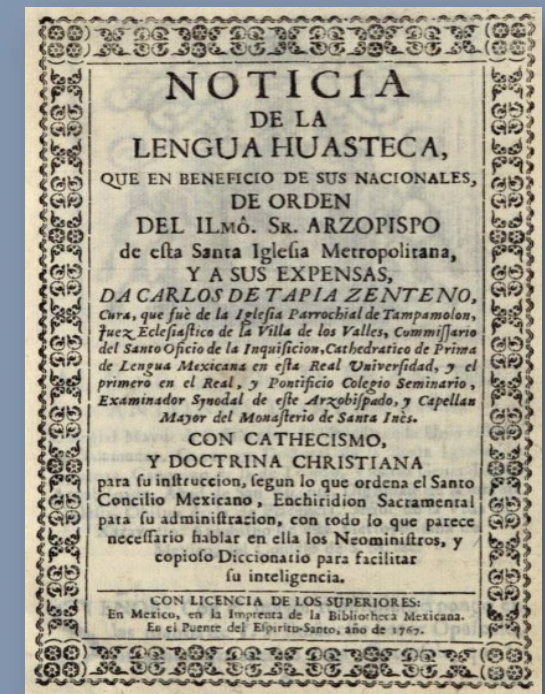 NOTICIA
DE LA
LENGUA HUASTECA,
QUE EN BENEFICIO DE SUS NACIONALES,
DE ORDEN
DEL ILMÔ. SR. ARZOPISPO
de eſta Santa Igleſia Metropolitana,
Y A SUS EXPENSAS,
DA CARLOS DE TAPIA ZENTENO,
Cura, que fuè de la Igleſia Parrochial de Tampamolon,
Juez Ecleſiaſtico de la Villa de los Valles, Commiſſario
del Santo Oficio de la Inquiſicion, Cathedratico de Prima
de Lengua Mexicana en eſta Real Univerſidad, y el
primero en el Real, y Pontificio Colegio Seminario,
Examinador Synodal de eſte Arzobiſpado, y Capellan
Mayor del Monaſterio de Santa Inès.
CON CATHECISMO,
Y DOCTRINA CHRISTIANA
para ſu inſtruccion, ſegun lo que ordena el Santo
Concilio Mexicano, Enchiridion Sacramental
para ſu adminiſtracion, con todo lo que parece
neceſſario hablar en ella los Neominiſtros, y
copioſo Diccionario para facilitar
ſu inteligencia.
CON LICENCIA DE LOS SUPERIORES:
En Mexico, en la Imprenta de la Bibliotheca Mexicana.
En el Puente del Eſpiritu-Santo, año de 1767.